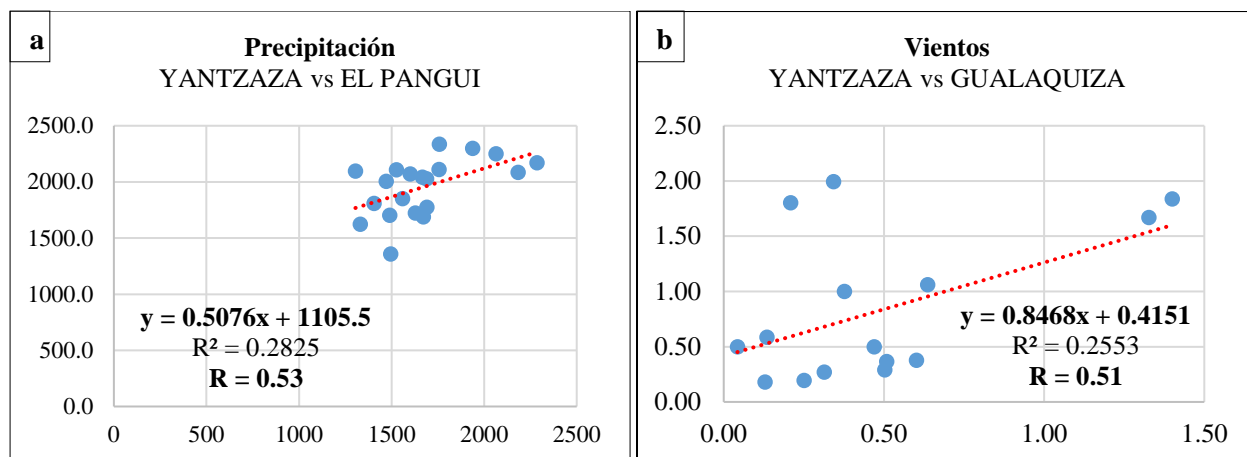 a
Precipitación
YANTZAZA vs EL PANGUI
2500.0
2000.0
1500.0
1000.0
500.0
0.0
y = 0.5076x + 1105.5
R² = 0.2825
R = 0.53
0 500 1000 1500 2000 2500
b
Vientos
YANTZAZA vs GUALAQUIZA
2.50
2.00
1.50
1.00
0.50
0.00
y = 0.8468x + 0.4151
R² = 0.2553
R = 0.51
0.00 0.50 1.00 1.50